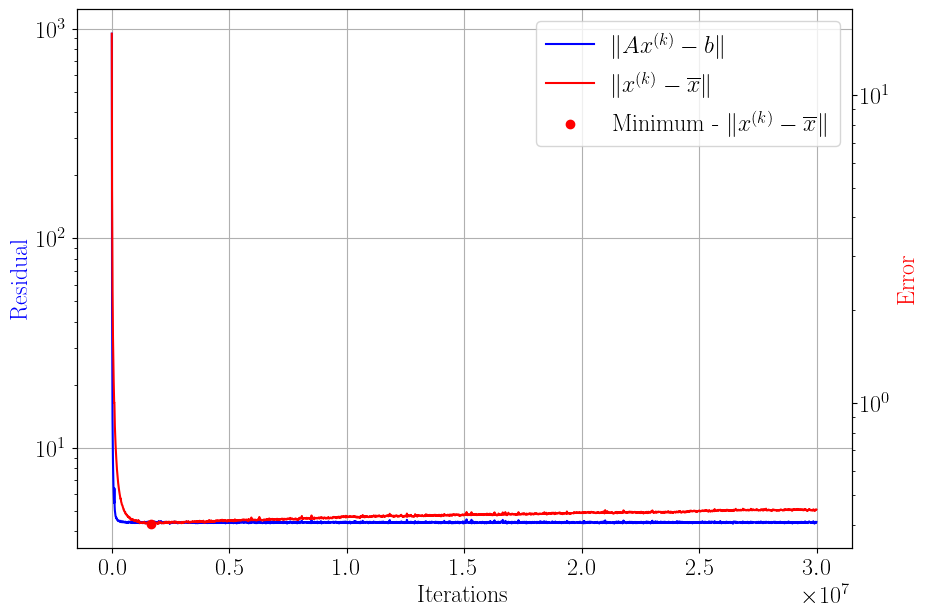 ‖Ax^{(k)} − b‖
‖x^{(k)} − x̅‖
Minimum - ‖x^{(k)} − x̅‖
10^3
10^2
10^1
Residual
10^1
10^0
Error
0.0 0.5 1.0 1.5 2.0 2.5 3.0
Iterations
×10^7